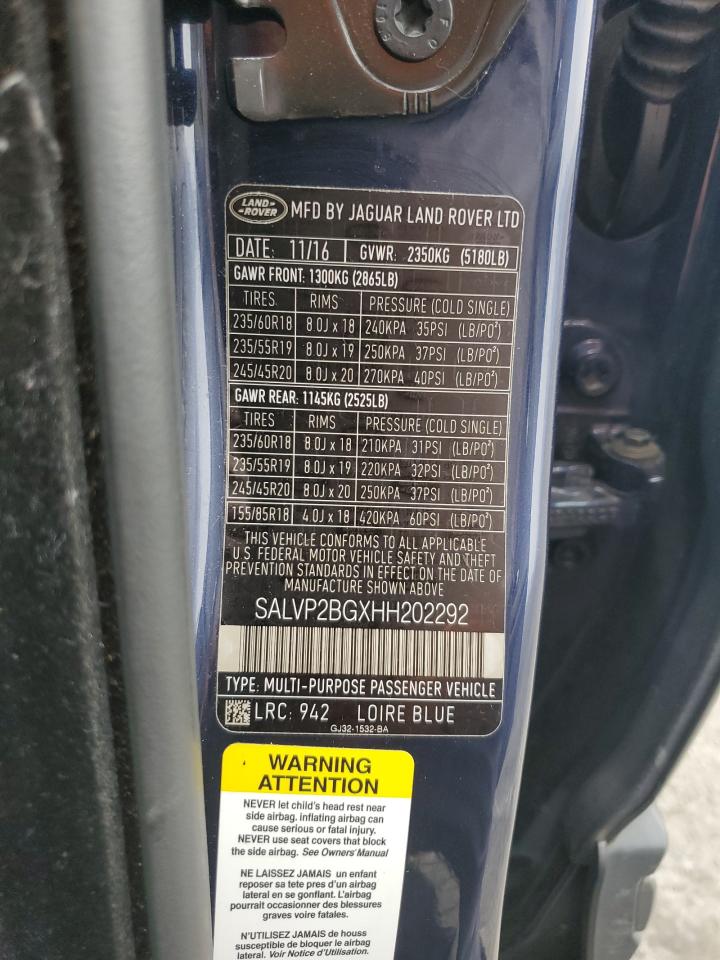 LAND-
-ROVER
MFD BY JAGUAR LAND ROVER LTD
DATE: 11/16 GVWR: 2350KG (5180LB)
GAWR FRONT: 1300KG (2865LB)
TIRES RIMS PRESSURE (COLD SINGLE)
235/60R18 8.0J x 18 240KPA 35PSI (LB/PO²)
235/55R19 8.0J x 19 250KPA 37PSI (LB/PO²)
245/45R20 8.0J x 20 270KPA 40PSI (LB/PO²)
GAWR REAR: 1145KG (2525LB)
TIRES RIMS PRESSURE (COLD SINGLE)
235/60R18 8.0J x 18 210KPA 31PSI (LB/PO²)
235/55R19 8.0J x 19 220KPA 32PSI (LB/PO²)
245/45R20 8.0J x 20 250KPA 37PSI (LB/PO²)
155/85R18 4.0J x 18 420KPA 60PSI (LB/PO²)
THIS VEHICLE CONFORMS TO ALL APPLICABLE
U.S. FEDERAL MOTOR VEHICLE SAFETY AND THEFT
PREVENTION STANDARDS IN EFFECT ON THE DATE OF
MANUFACTURE SHOWN ABOVE
SALVP2BGXHH202292
TYPE: MULTI-PURPOSE PASSENGER VEHICLE
LRC: 942 LOIRE BLUE
GJ32-1532-BA
WARNING
ATTENTION
NEVER let child's head rest near
side airbag. inflating airbag can
cause serious or fatal injury.
NEVER use seat covers that block
the side airbag. See Owners' Manual
NE LAISSEZ JAMAIS un enfant
reposer sa tete pres d'un airbag
lateral en se gonflant. L'airbag
pourrait occasionner des blessures
graves voire fatales.
N'UTILISEZ JAMAIS de houss
susceptible de bloquer le airbag
lateral. Voir Notice d'Utilisation.